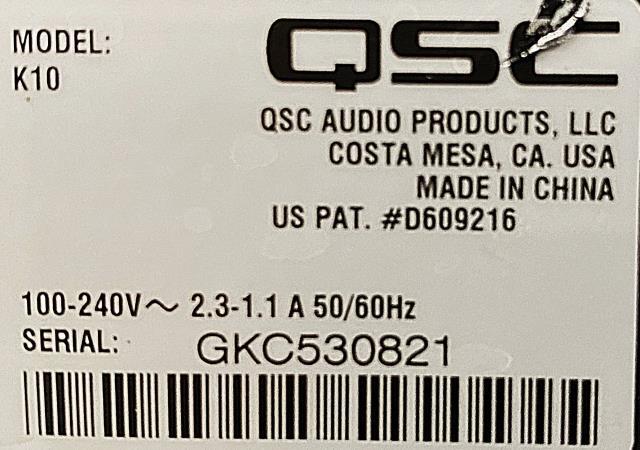 MODEL:
K10
QSC
QSC AUDIO PRODUCTS, LLC
COSTA MESA, CA. USA
MADE IN CHINA
US PAT. #D609216
100-240V～ 2.3-1.1 A 50/60Hz
SERIAL: GKC530821